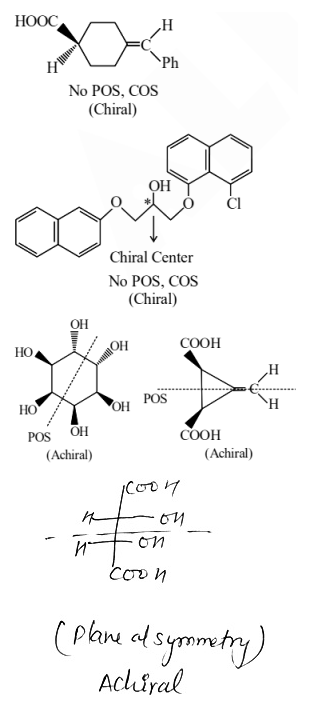 HOOC
H
C
H
Ph
No POS, COS
(Chiral)
O
*
OH
O
Cl
Chiral Center
No POS, COS
(Chiral)
OH
HO
OH
HO
OH
OH
POS
(Achiral)
COOH
POS
C
H
H
COOH
(Achiral)
COOH
H OH
H OH
COOH
(Plane of symmetry)
Achiral